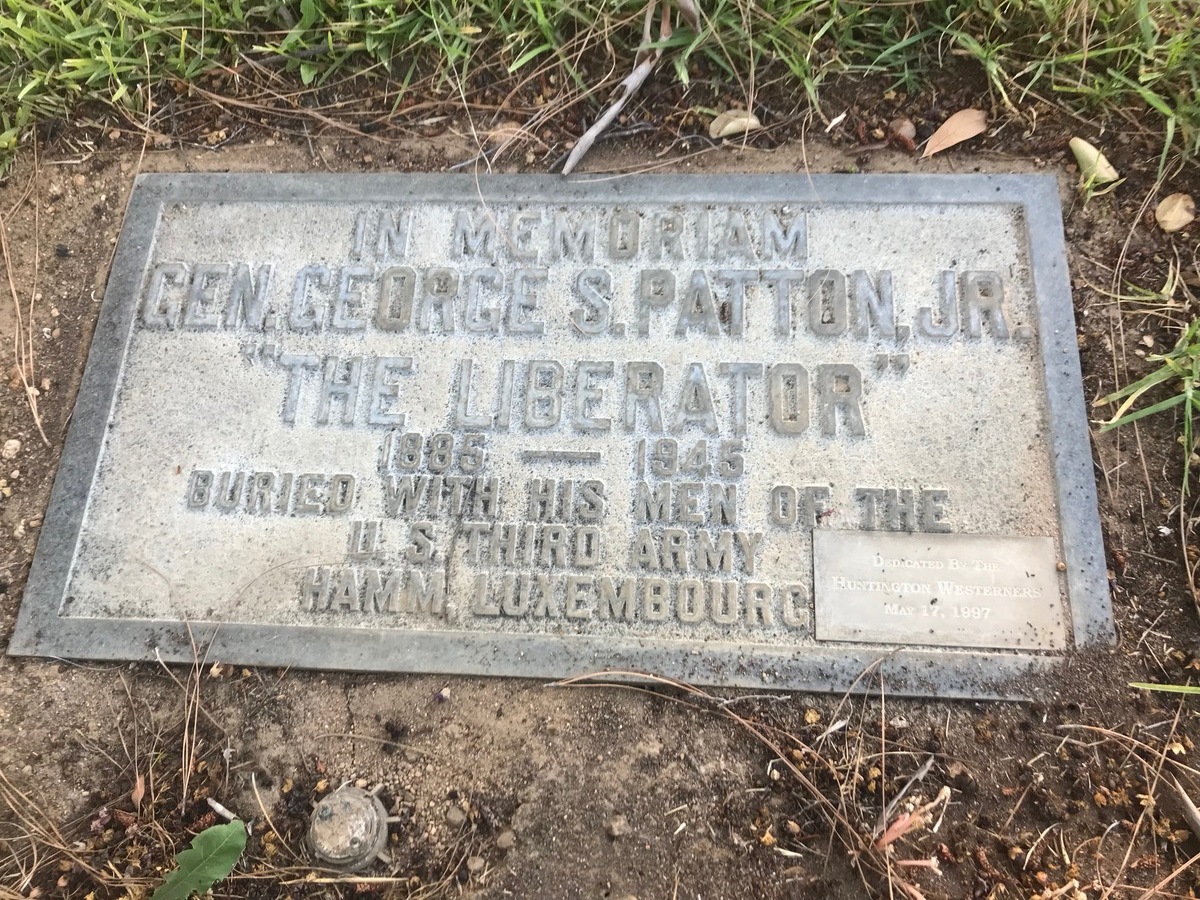 IN MEMORIAM
GEN. GEORGE S. PATTON, JR.
"THE LIBERATOR"
1885 — 1945
BURIED WITH HIS MEN OF THE
U. S. THIRD ARMY
HAMM LUXEMBOURG
DEDICATED BY THE
HUNTINGTON WESTERNERS
MAY 17, 1997